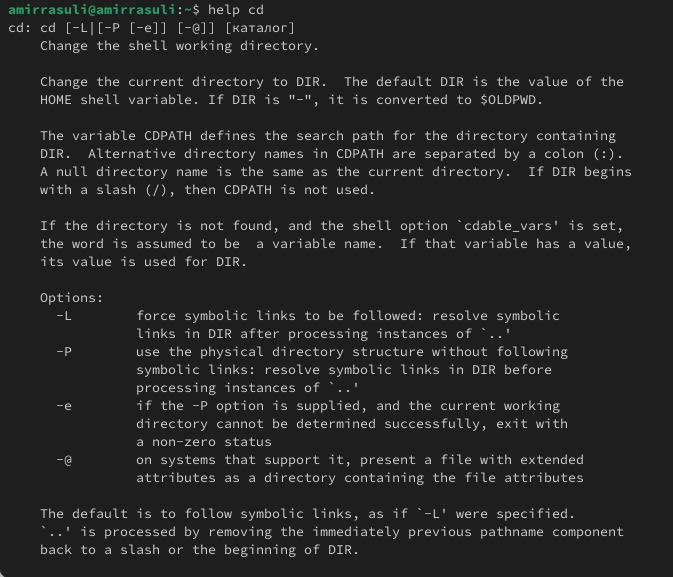 amirrasuli@amirrasuli:~$ help cd
cd: cd [-L|[-P [-e]] [-@]] [каталог]
    Change the shell working directory.

    Change the current directory to DIR.  The default DIR is the value of the
    HOME shell variable. If DIR is "-", it is converted to $OLDPWD.

    The variable CDPATH defines the search path for the directory containing
    DIR.  Alternative directory names in CDPATH are separated by a colon (:).
    A null directory name is the same as the current directory.  If DIR begins
    with a slash (/), then CDPATH is not used.

    If the directory is not found, and the shell option `cdable_vars' is set,
    the word is assumed to be  a variable name.  If that variable has a value,
    its value is used for DIR.

    Options:
      -L        force symbolic links to be followed: resolve symbolic
                links in DIR after processing instances of `..'
      -P        use the physical directory structure without following
                symbolic links: resolve symbolic links in DIR before
                processing instances of `..'
      -e        if the -P option is supplied, and the current working
                directory cannot be determined successfully, exit with
                a non-zero status
      -@        on systems that support it, present a file with extended
                attributes as a directory containing the file attributes

    The default is to follow symbolic links, as if `-L' were specified.
    `..' is processed by removing the immediately previous pathname component
    back to a slash or the beginning of DIR.